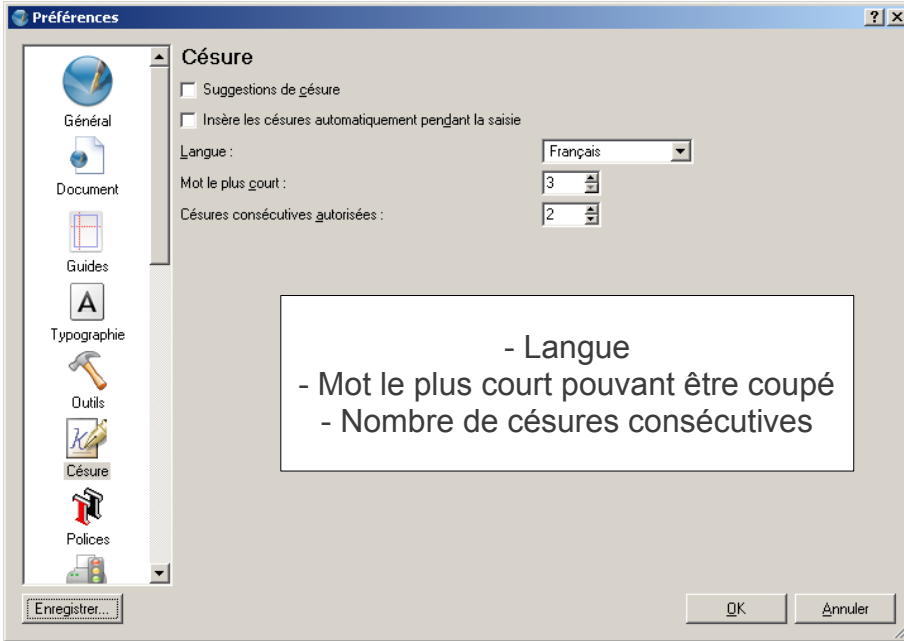 Préférences
Général
Document
Guides
A
Typographie
Outils
Césure
Polices
Césure
Suggestions de césure
Insère les césures automatiquement pendant la saisie
Langue : Français
Mot le plus court : 3
Césures consécutives autorisées : 2
- Langue
- Mot le plus court pouvant être coupé
- Nombre de césures consécutives
Enregistrer... OK Annuler